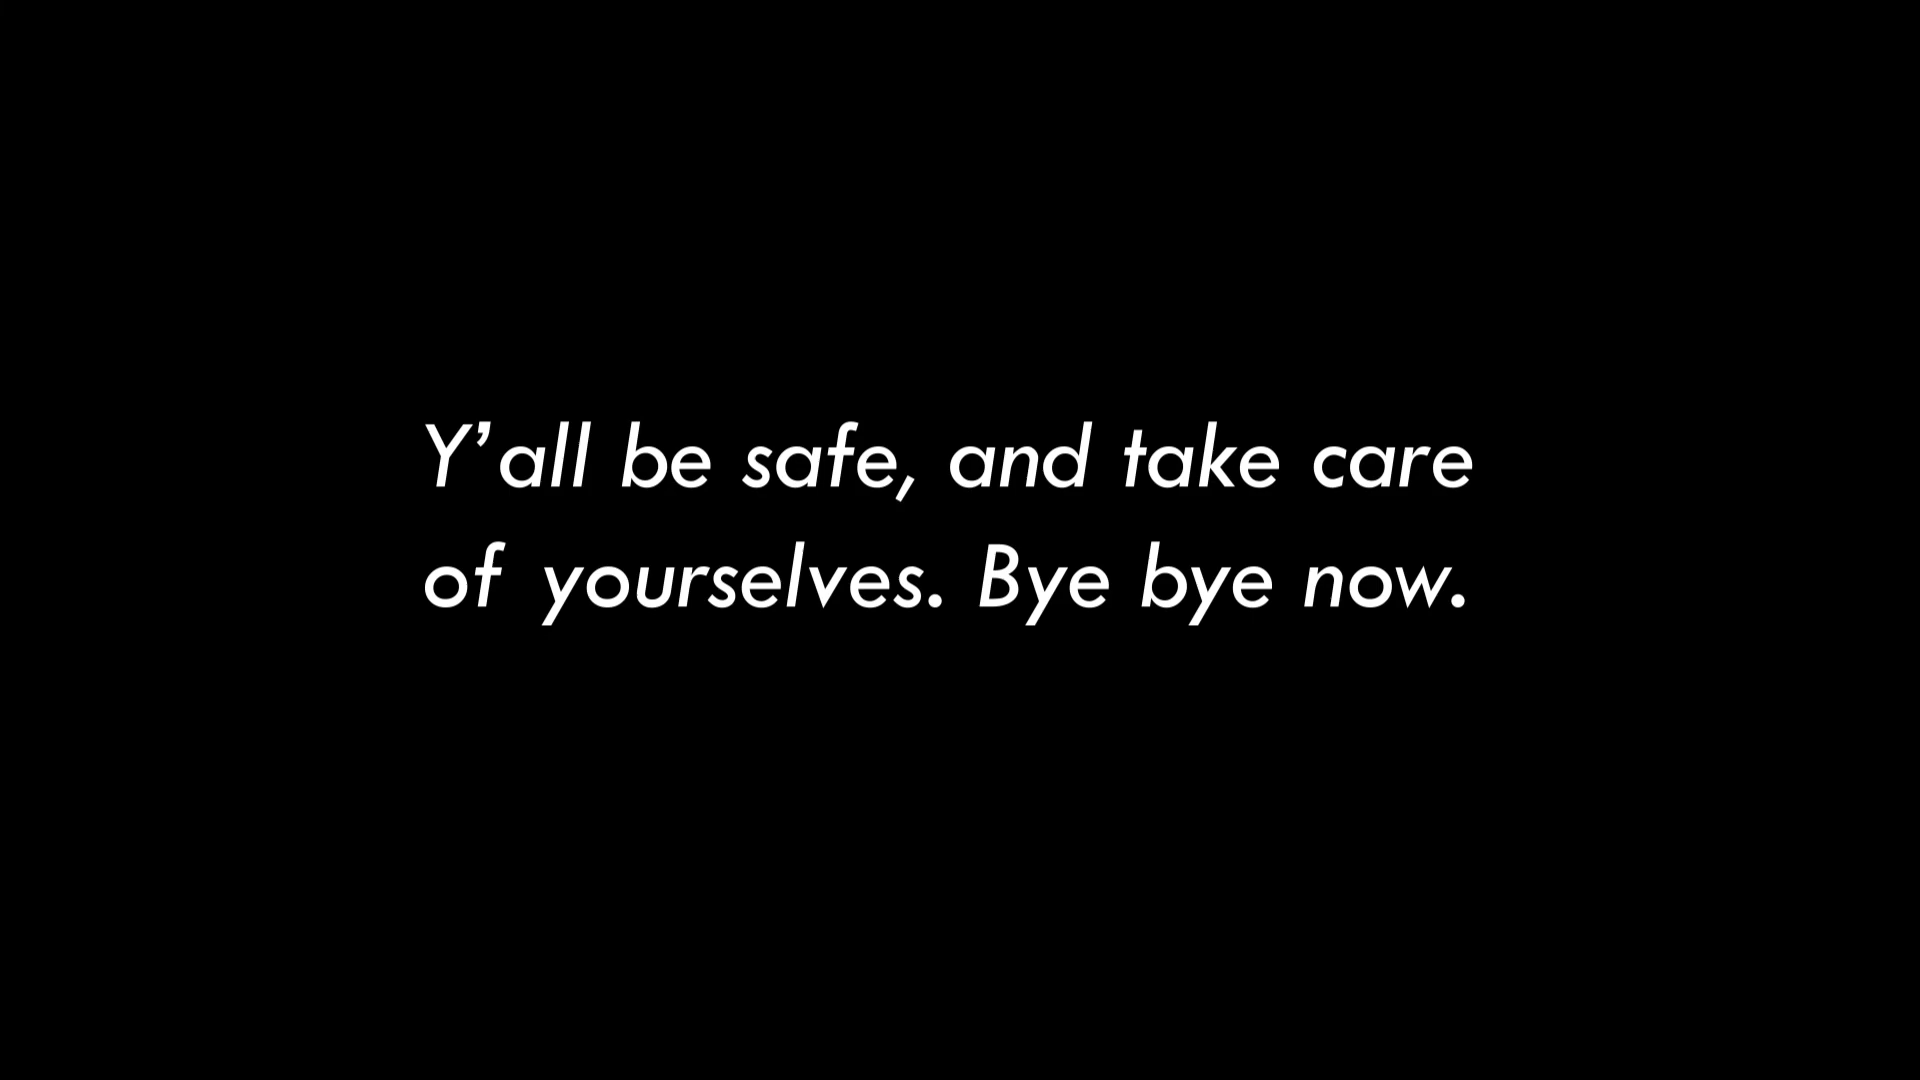 Y’all be safe, and take care
of yourselves. Bye bye now.